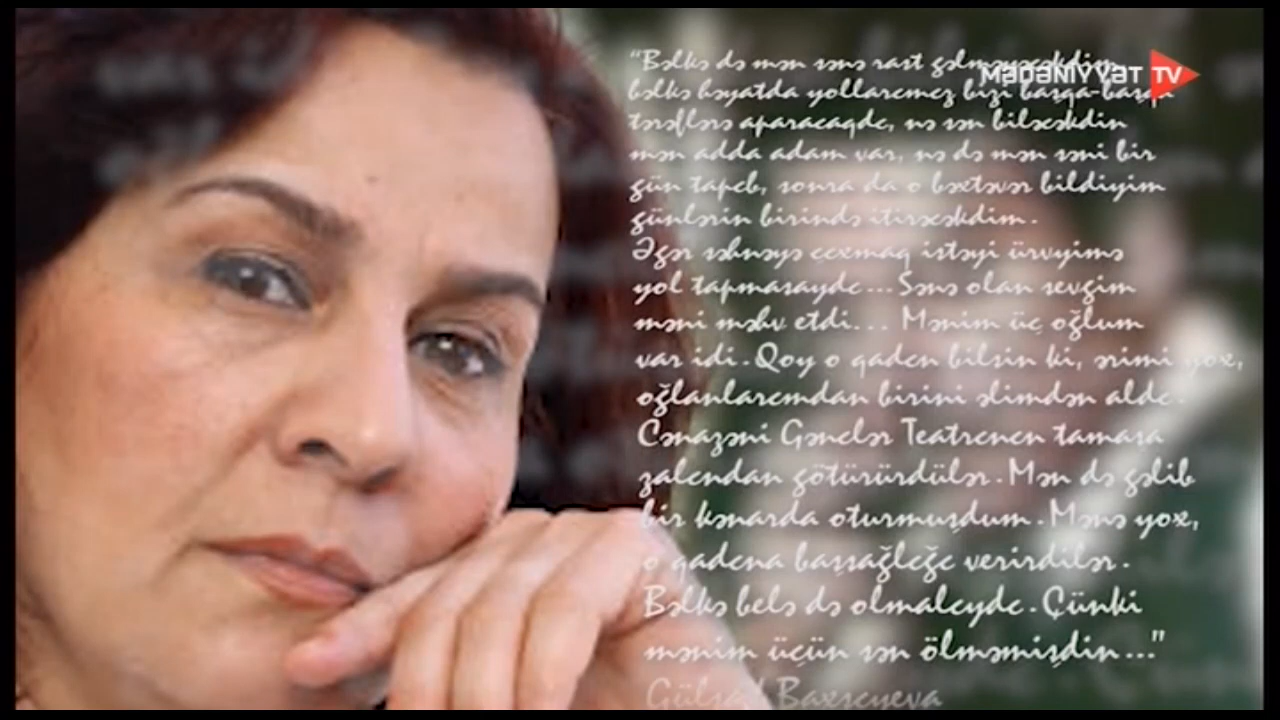 "Bəlkə də mən sənə rast gəlməyəcəkdim,
MƏDƏNİYYƏT TV
bəlkə həyatda yollarımız bizi başqa-başqa
tərəflərə aparacaqdı, nə sən biləcəkdin
mən adda adam var, nə də mən səni bir
gün tapıb, sonra da o bəxtəvər bildiyim
günlərin birində itirəcəkdim.
Əgər səhnəyə çıxmaq istəyi ürəyimə
yol tapmasaydı... Sənə olan sevgim
məni məhv etdi... Mənim üç oğlum
var idi. Qoy o qadın bilsin ki, ərimi yox,
oğlanlarımdan birini əlimdən aldı.
Cənazəni Gənclər Teatrının tamaşa
zalından götürürdülər. Mən də gəlib
bir kənarda oturmuşdum. Mənə yox,
o qadına başsağlığı verirdilər.
Bəlkə belə də olmalıydı. Çünki
mənim üçün sən ölməmişdin..."
Gülşad Baxşıyeva